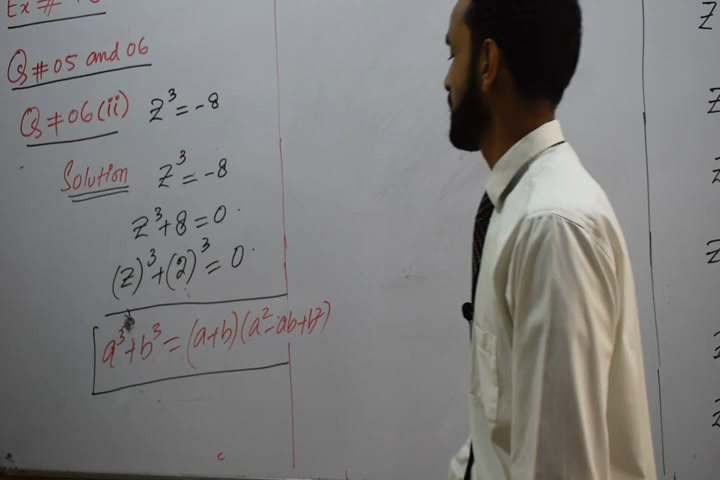 Ex #
Q #05 and 06
Q #06(ii) z³ = -8
Solution z³ = -8
z³ + 8 = 0
(z)³ + (2)³ = 0
a³ + b³ = (a+b)(a² - ab + b²)
c
z
z
z
z
z
z